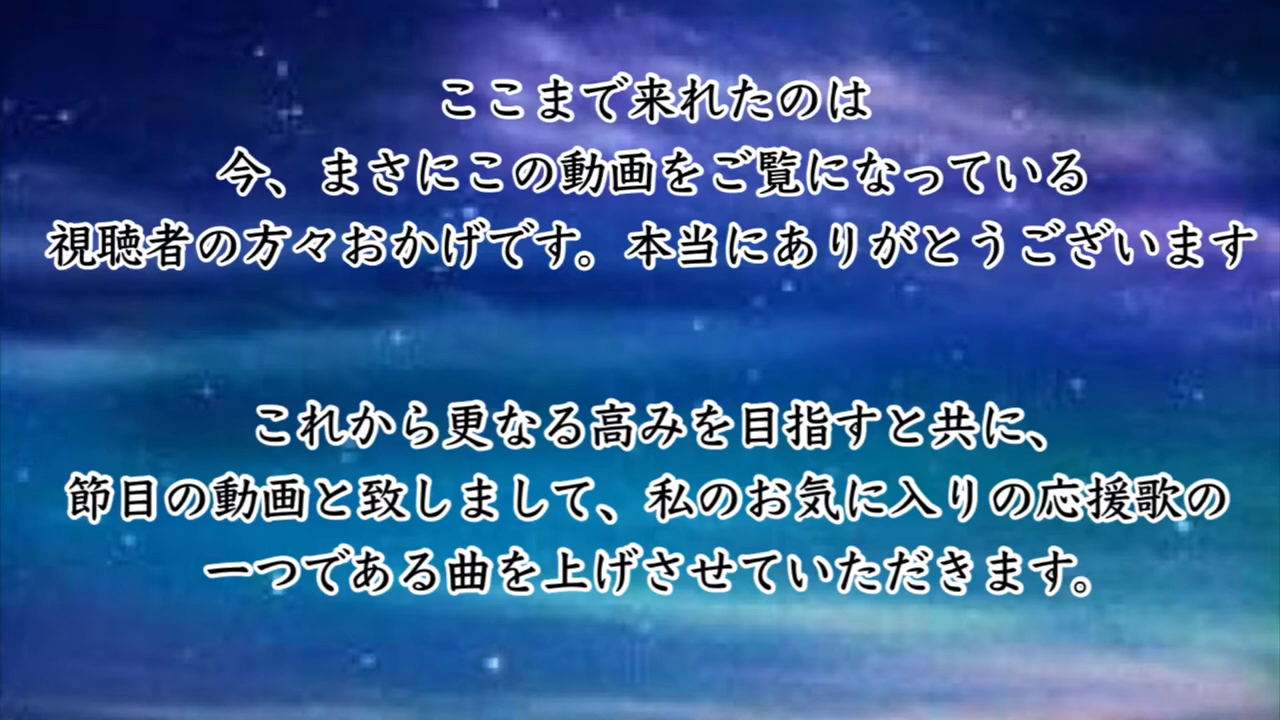 ここまで来れたのは
今、まさにこの動画をご覧になっている
視聴者の方々おかげです。本当にありがとうございます
これから更なる高みを目指すと共に、
節目の動画と致しまして、私のお気に入りの応援歌の
一つである曲を上げさせていただきます。